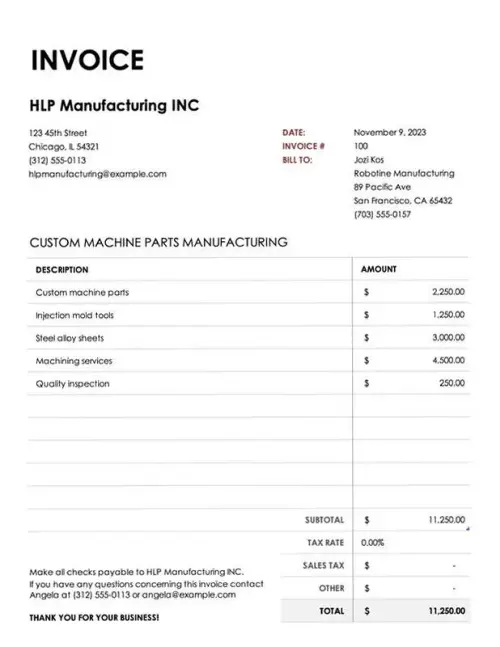 INVOICE
HLP Manufacturing INC
123 45th Street
Chicago, IL 54321
(312) 555-0113
hlpmanufacturing@example.com
DATE: November 9, 2023
INVOICE # 100
BILL TO: Jozi Kos
Robotine Manufacturing
89 Pacific Ave
San Francisco, CA 65432
(703) 555-0157
CUSTOM MACHINE PARTS MANUFACTURING
DESCRIPTION AMOUNT
Custom machine parts $ 2,250.00
Injection mold tools $ 1,250.00
Steel alloy sheets $ 3,000.00
Machining services $ 4,500.00
Quality inspection $ 250.00
SUBTOTAL $ 11,250.00
TAX RATE 0.00%
SALES TAX $ -
OTHER $ -
TOTAL $ 11,250.00
Make all checks payable to HLP Manufacturing INC.
If you have any questions concerning this invoice contact
Angela at (312) 555-0113 or angela@example.com
THANK YOU FOR YOUR BUSINESS!